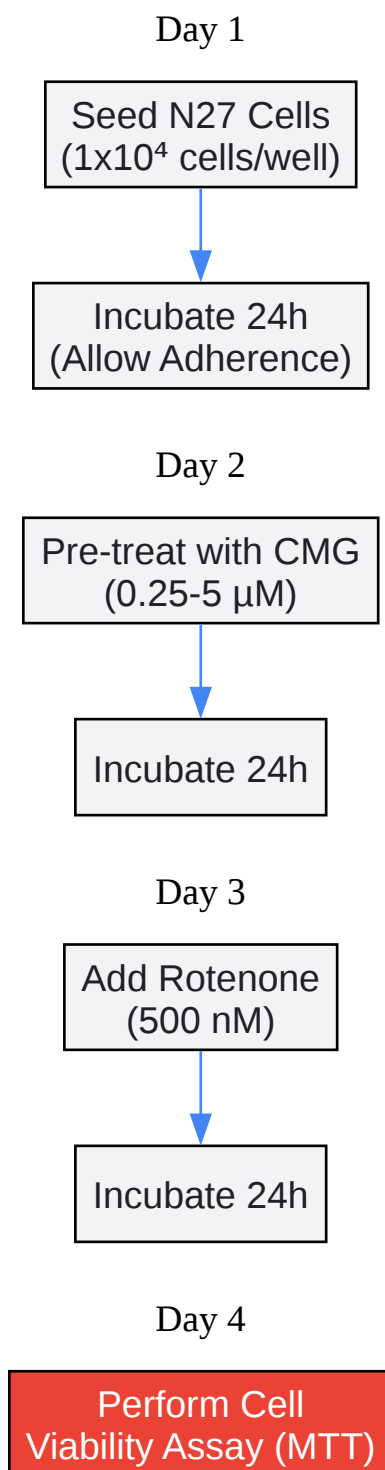 Day 1
Seed N27 Cells
(1x10⁴ cells/well)
Incubate 24h
(Allow Adherence)
Day 2
Pre-treat with CMG
(0.25-5 µM)
Incubate 24h
Day 3
Add Rotenone
(500 nM)
Incubate 24h
Day 4
Perform Cell
Viability Assay (MTT)